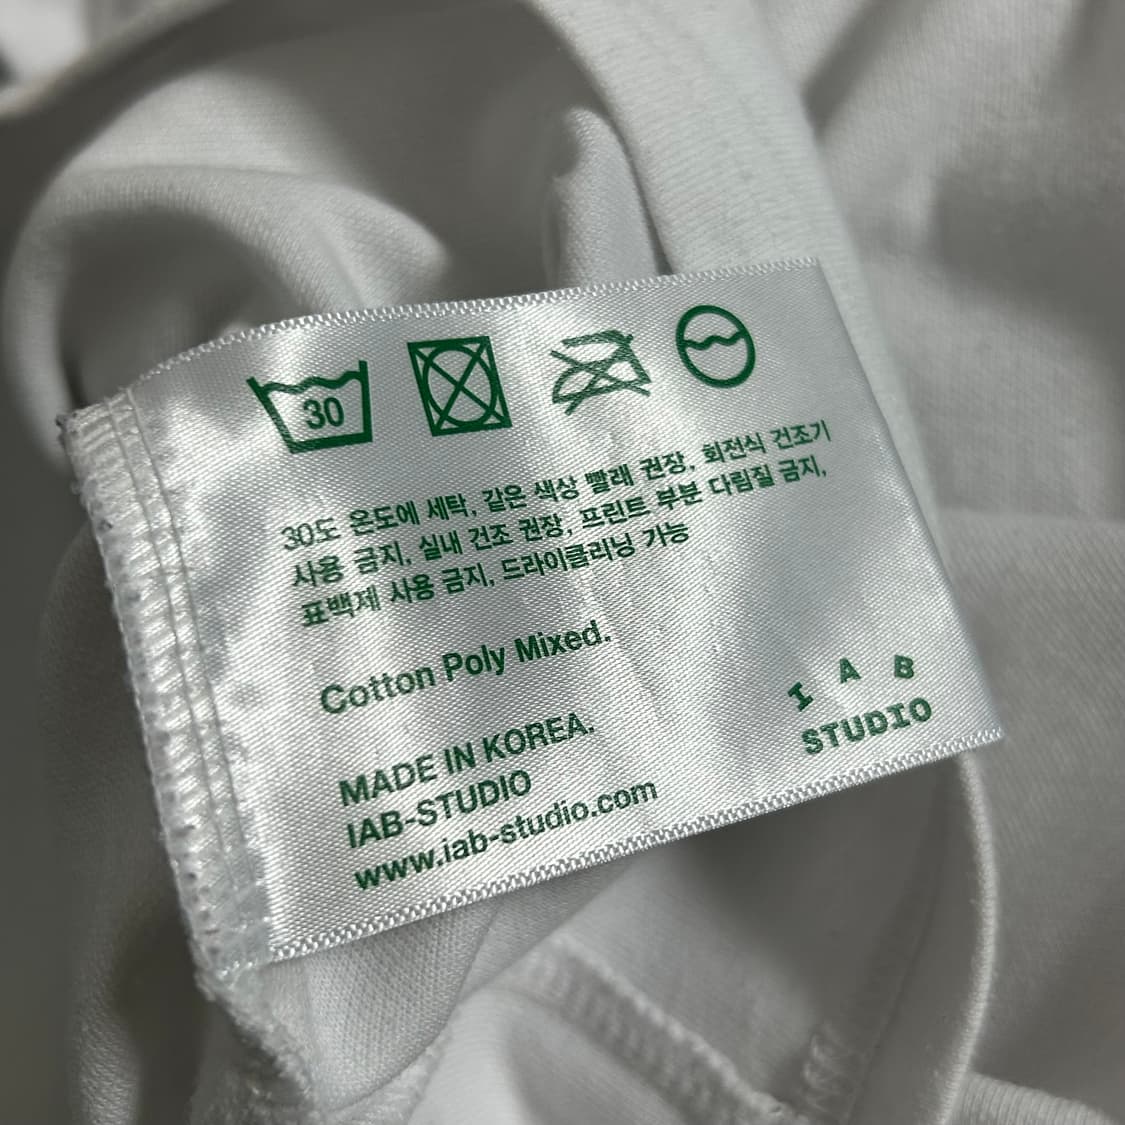 30
30도 온도에 세탁, 같은 색상 빨래 권장, 회전식 건조기
사용 금지, 실내 건조 권장, 프린트 부분 다림질 금지,
표백제 사용 금지, 드라이클리닝 가능
Cotton Poly Mixed.
MADE IN KOREA.
IAB-STUDIO
www.iab-studio.com
I A B
STUDIO